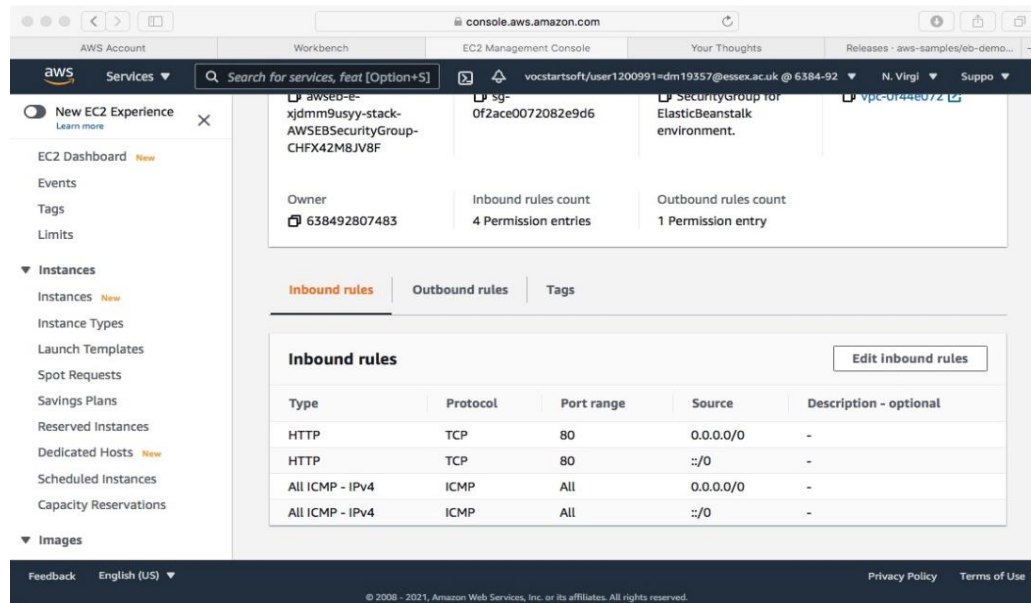 console.aws.amazon.com
AWS Account
Workbench
EC2 Management Console
Your Thoughts
Releases · aws-samples/eb-demo...
aws
Services ▼
Search for services, feat [Option+S]
vocstartsoft/user1200991=dm19357@essex.ac.uk @ 6384-92 ▼
N. Virgi ▼
Suppo ▼
New EC2 Experience
Learn more
EC2 Dashboard New
Events
Tags
Limits
▼ Instances
Instances New
Instance Types
Launch Templates
Spot Requests
Savings Plans
Reserved Instances
Dedicated Hosts New
Scheduled Instances
Capacity Reservations
▼ Images
awseb-e-
xjdmm9usyy-stack-
AWSEBSecurityGroup-
CHFX42M8JV8F
sg-
0f2ace0072082e9d6
SecurityGroup for
ElasticBeanstalk
environment.
vpc-0f44e072
Owner
638492807483
Inbound rules count
4 Permission entries
Outbound rules count
1 Permission entry
Inbound rules
Outbound rules
Tags
Inbound rules
Edit inbound rules
Type Protocol Port range Source Description - optional
HTTP TCP 80 0.0.0.0/0 -
HTTP TCP 80 ::/0 -
All ICMP - IPv4 ICMP All 0.0.0.0/0 -
All ICMP - IPv4 ICMP All ::/0 -
Feedback
English (US) ▼
Privacy Policy
Terms of Use
© 2008 - 2021, Amazon Web Services, Inc. or its affiliates. All rights reserved.